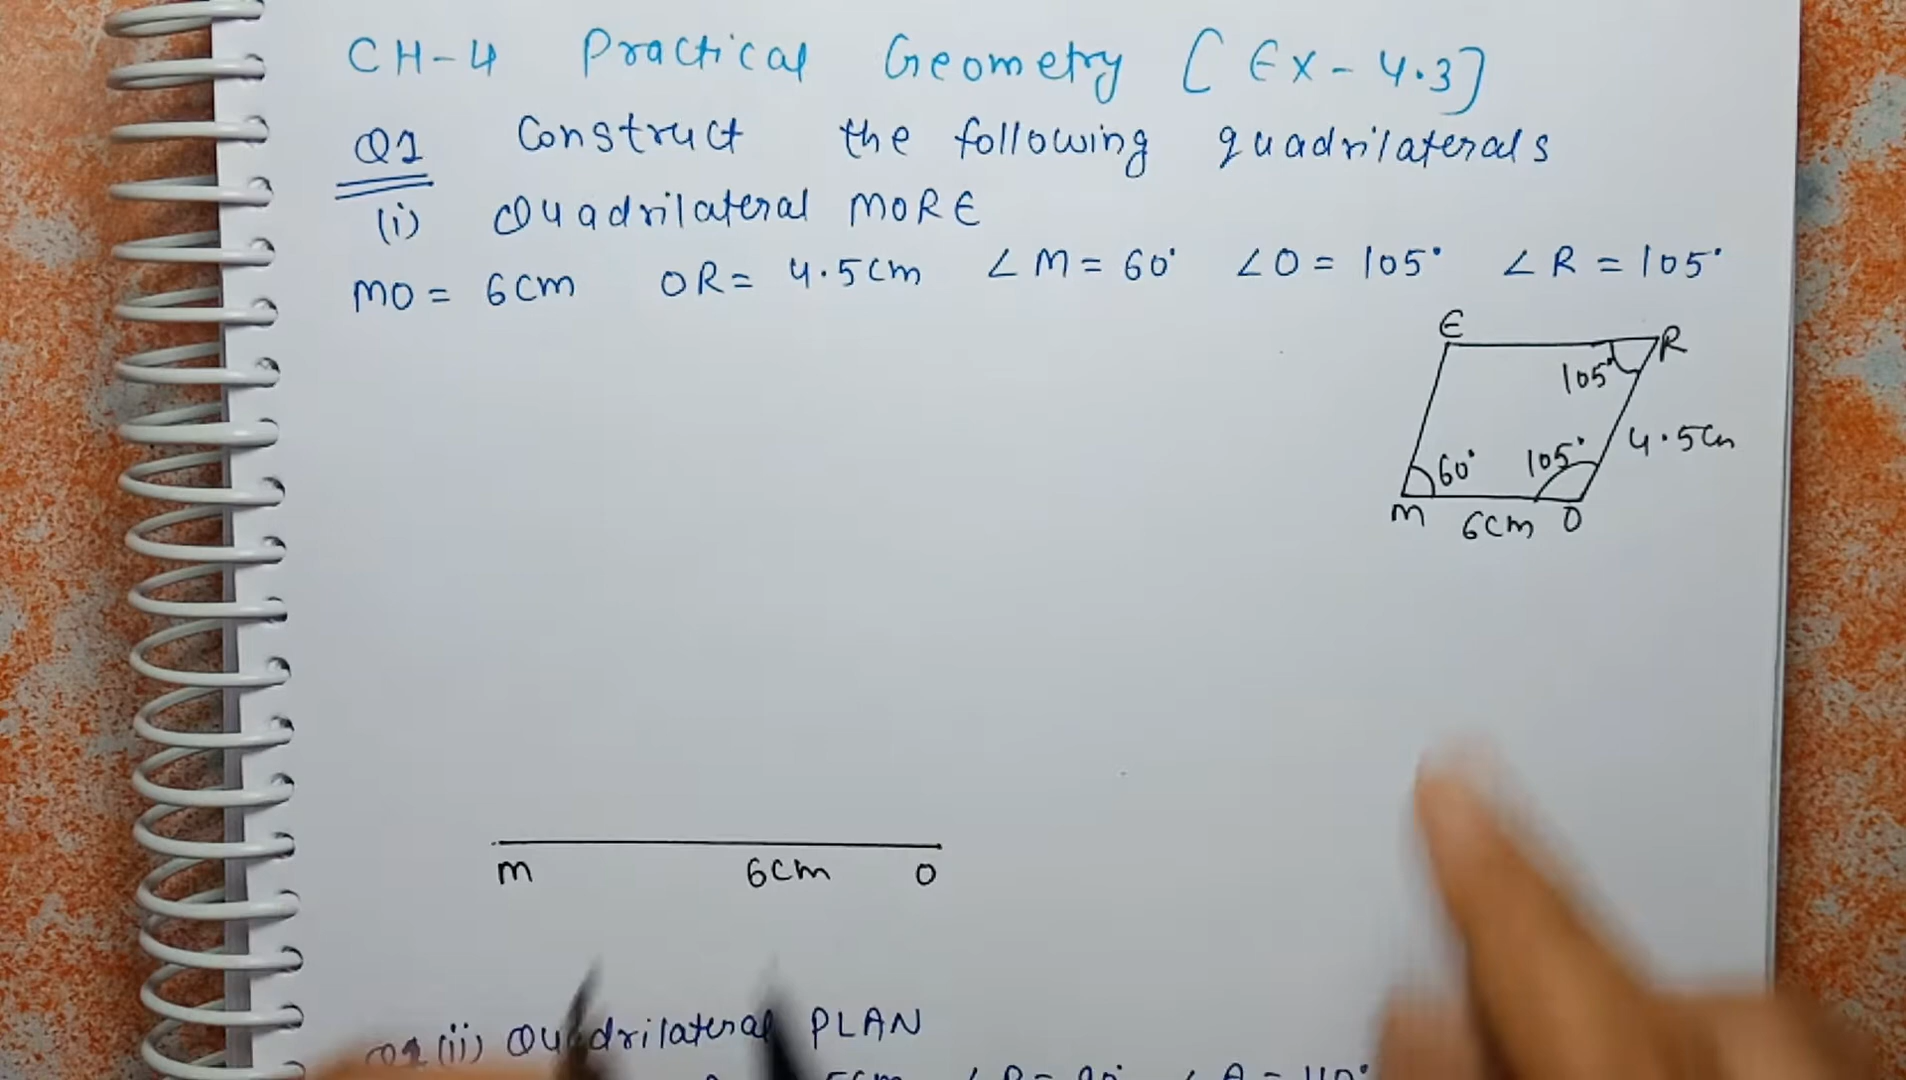 CH-4 Practical Geometry [Ex-4.3]
Q1 Construct the following quadrilaterals
(i) Quadrilateral MORE
MO = 6cm OR = 4.5cm ∠M = 60° ∠O = 105° ∠R = 105°
E R
105°
4.5cm
60° 105°
M 6cm O
M 6cm O
Q1(ii) Quadrilateral PLAN